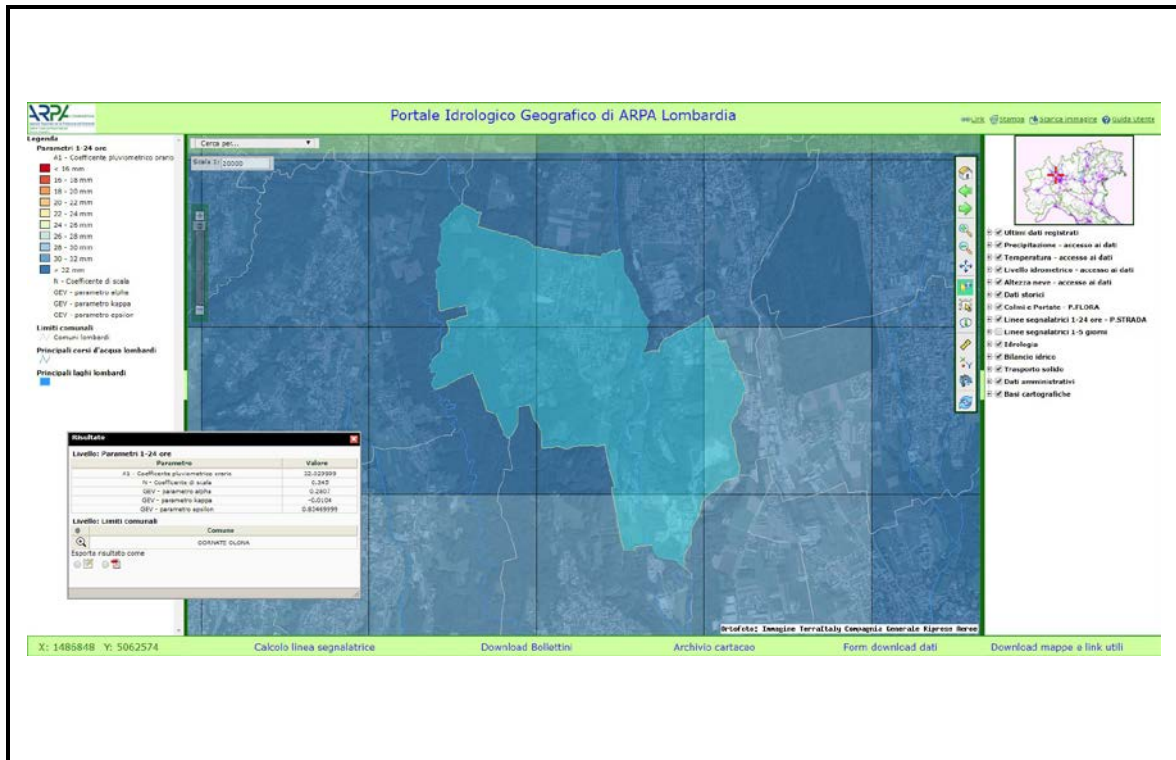 ARPA
Portale Idrologico Geografico di ARPA Lombardia
Link Stampa Scarica immagine Guida utente
Legenda
Parametri 1-24 ore
A1 - Coefficente pluviometrico orario
< 16 mm
16 - 18 mm
18 - 20 mm
20 - 22 mm
22 - 24 mm
24 - 26 mm
26 - 28 mm
28 - 30 mm
30 - 32 mm
> 32 mm
N - Coefficente di scala
GEV - parametro alpha
GEV - parametro kappa
GEV - parametro epsilon
Limiti comunali
Comuni lombardi
Principali corsi d'acqua lombardi
Principali laghi lombardi
Cerca per...
Scala 1: 20000
Ultimi dati registrati
Precipitazione - accesso ai dati
Temperatura - accesso ai dati
Livello idrometrico - accesso ai dati
Altezza neve - accesso ai dati
Dati storici
Colmi e Portate - P.FLORA
Linee segnalatrici 1-24 ore - P.STRADA
Linee segnalatrici 1-5 giorni
Idrologia
Bilancio idrico
Trasporto solido
Dati amministrativi
Basi cartografiche
Risultato
Livello: Parametri 1-24 ore
Parametro Valore
A1 - Coefficente pluviometrico orario
N - Coefficente di scala 0.345
GEV - parametro alpha 0.2807
GEV - parametro kappa -0.0104
GEV - parametro epsilon 0.82469999
Livello: Limiti comunali
Comune
GORNATE OLONA
Esporta risultato come
Ortofoto: Immagine TerraItaly Compagnia Generale Riprese Aeree
X: 1486848 Y: 5062574 Calcolo linea segnalatrice Download Bollettini Archivio cartaceo Form download dati Download mappe e link utili